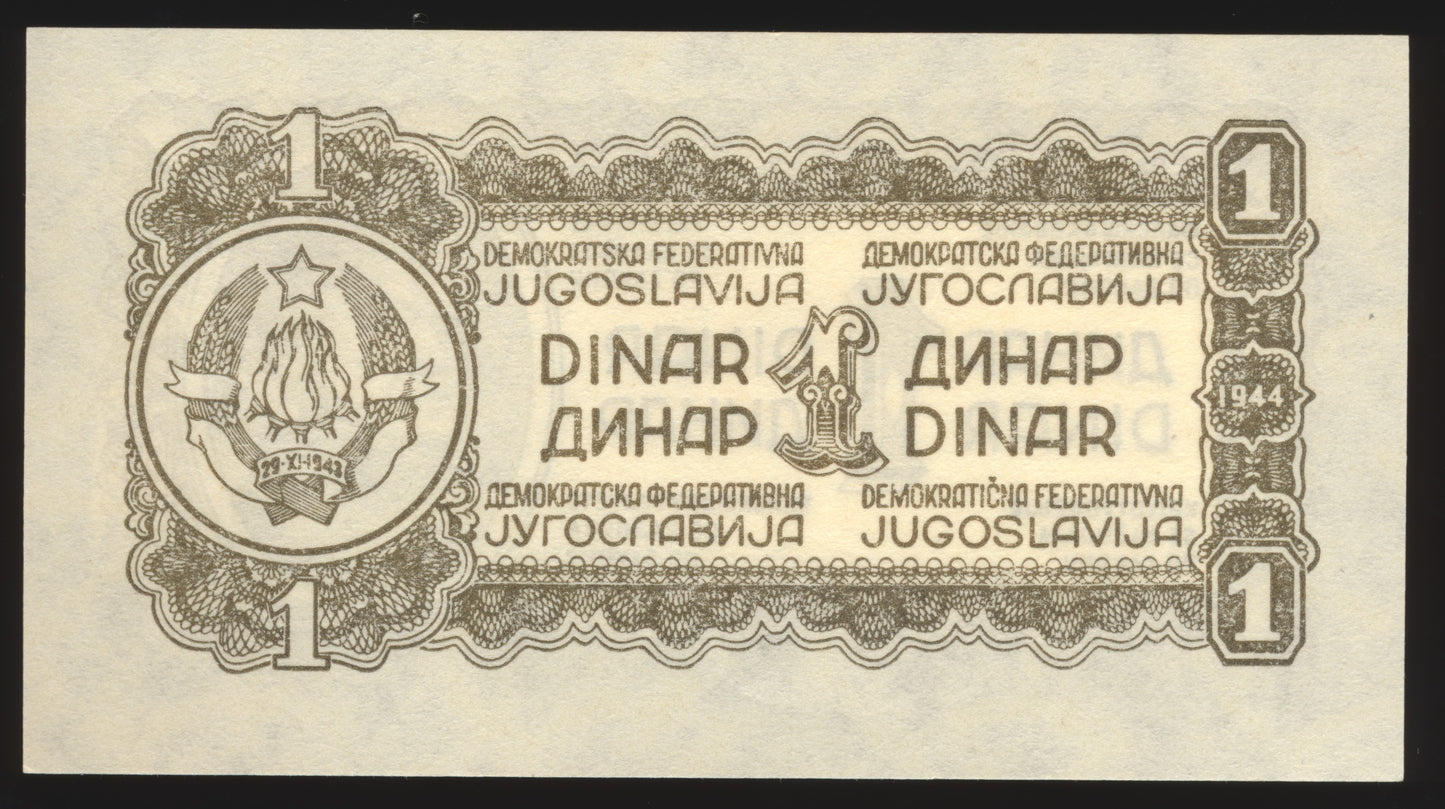 1
1
DEMOKRATSKA FEDERATIVNA
JUGOSLAVIJA
ДЕМОКРАТСКА ФЕДЕРАТИВНА
ЈУГОСЛАВИЈА
DINAR
ДИНАР
1
ДИНАР
DINAR
1944
29·XI·1943
ДЕМОКРАТСКА ФЕДЕРАТИВНА
ЈУГОСЛАВИЈА
DEMOKRATIČNA FEDERATIVNA
JUGOSLAVIJA
1
1